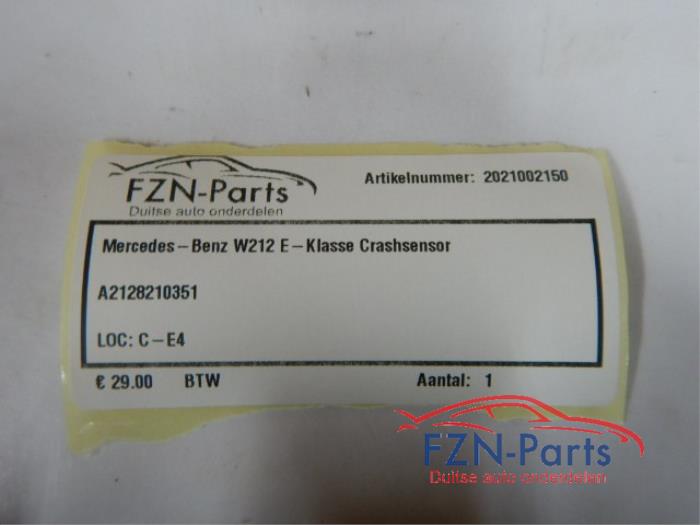 FZN-Parts
Duitse auto onderdelen
Artikelnummer: 2021002150
Mercedes-Benz W212 E-Klasse Crashsensor
A2128210351
LOC: C-E4
€ 29.00 BTW Aantal: 1
FZN-Parts
Duitse auto onderdelen